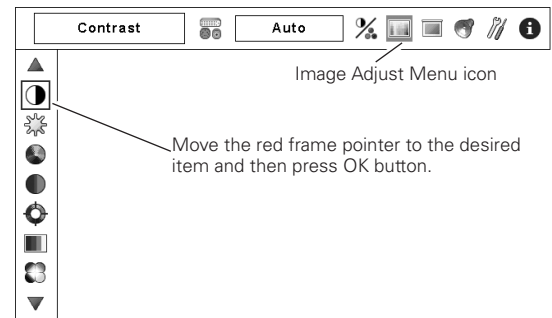 Contrast
Auto
Image Adjust Menu icon
Move the red frame pointer to the desired
item and then press OK button.